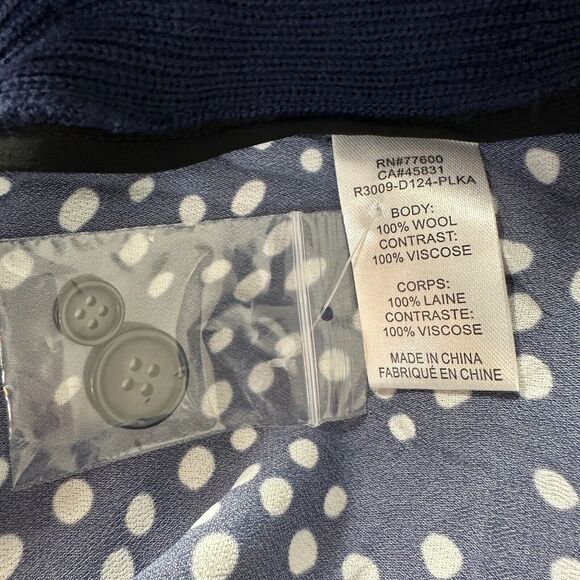 RN#77600
CA#45831
R3009-D124-PLKA
BODY:
100% WOOL
CONTRAST:
100% VISCOSE
CORPS:
100% LAINE
CONTRASTE:
100% VISCOSE
MADE IN CHINA
FABRIQUÉ EN CHINE